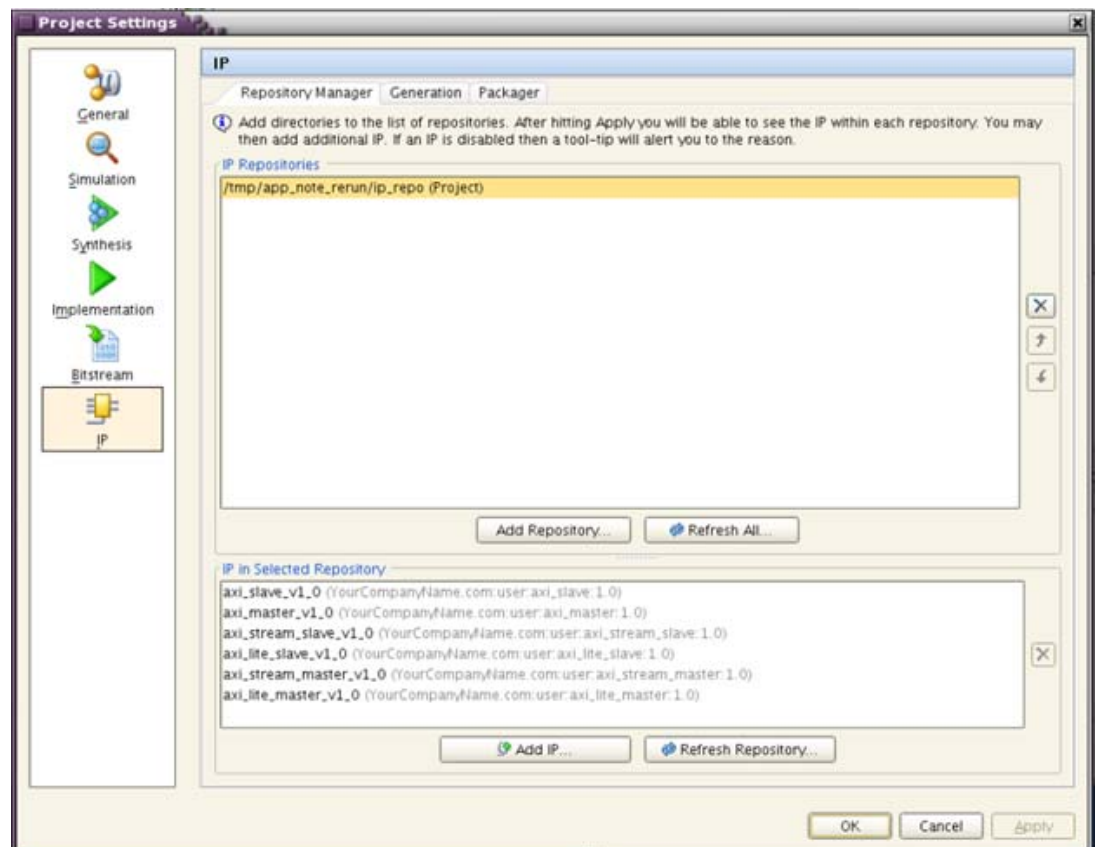 Project Settings
General
Simulation
Synthesis
Implementation
Bitstream
IP
IP
Repository Manager Generation Packager
Add directories to the list of repositories. After hitting Apply you will be able to see the IP within each repository. You may
then add additional IP. If an IP is disabled then a tool-tip will alert you to the reason.
IP Repositories
/tmp/app_note_rerun/ip_repo (Project)
Add Repository... Refresh All...
IP in Selected Repository
axi_slave_v1_0 (YourCompanyName.com:user:axi_slave:1.0)
axi_master_v1_0 (YourCompanyName.com:user:axi_master:1.0)
axi_stream_slave_v1_0 (YourCompanyName.com:user:axi_stream_slave:1.0)
axi_lite_slave_v1_0 (YourCompanyName.com:user:axi_lite_slave:1.0)
axi_stream_master_v1_0 (YourCompanyName.com:user:axi_stream_master:1.0)
axi_lite_master_v1_0 (YourCompanyName.com:user:axi_lite_master:1.0)
Add IP... Refresh Repository...
OK Cancel Apply